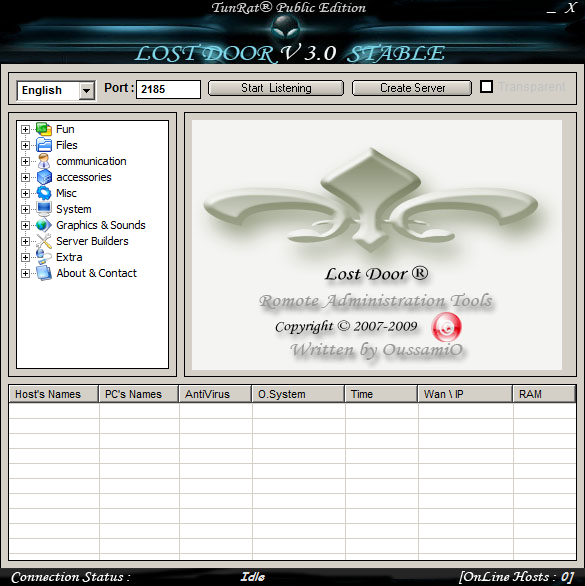 TunRat® Public Edition
_ X
LOST DOOR V 3.0 STABLE
English Port : 2185 Start Listening Create Server Transparent
Fun
Files
communication
accessories
Misc
System
Graphics & Sounds
Server Builders
Extra
About & Contact
Lost Door ®
Romote Administration Tools
Copyright © 2007-2009
Written by OussamiO
Host's Names PC's Names AntiVirus O.System Time Wan \ IP RAM
Connection Status : Idle [OnLine Hosts : 0]